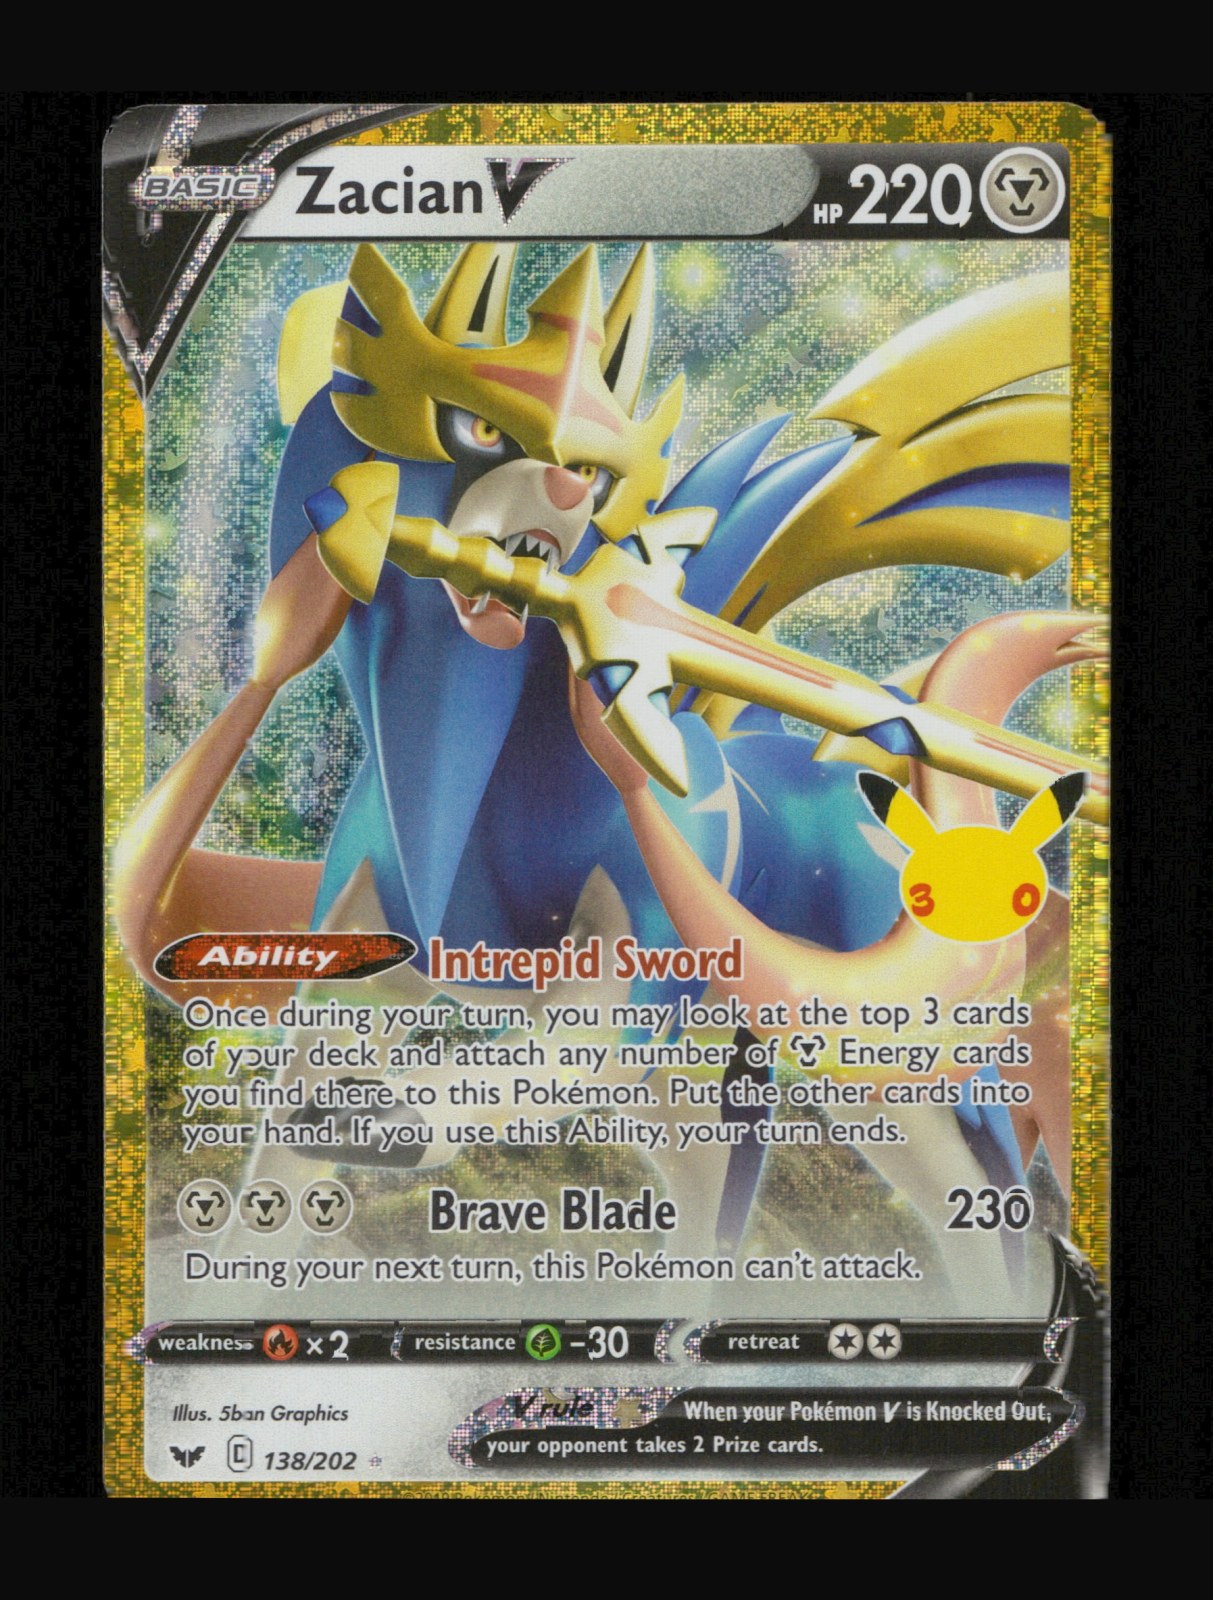 BASIC
Zacian V
HP 220
30
Ability Intrepid Sword
Once during your turn, you may look at the top 3 cards
of your deck and attach any number of Energy cards
you find there to this Pokémon. Put the other cards into
your hand. If you use this Ability, your turn ends.
Brave Blade 230
During your next turn, this Pokémon can't attack.
weakness ×2 resistance -30 retreat
Illus. 5ban Graphics
V rule When your Pokémon V is Knocked Out,
your opponent takes 2 Prize cards.
D 138/202